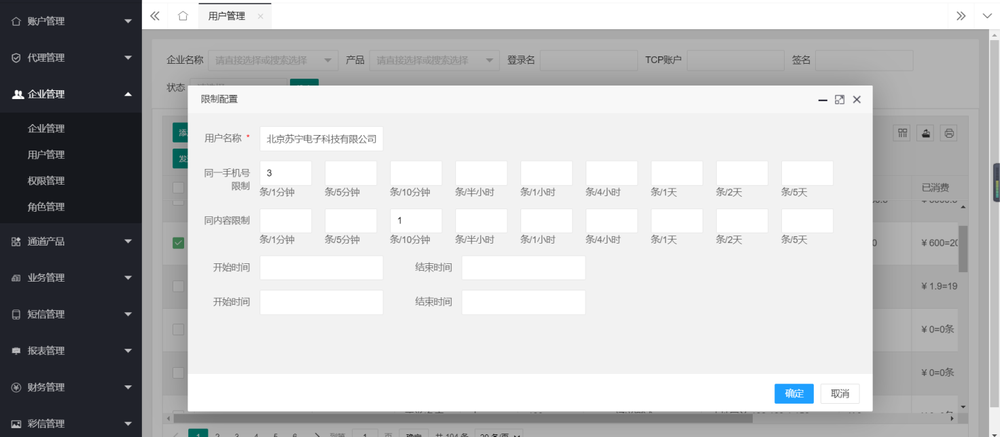 账户管理
用户管理
代理管理
企业名称 请直接选择或搜索选择 产品 请直接选择或搜索选择 登录名 TCP账户 签名
状态
企业管理
企业管理
用户管理
权限管理
角色管理
通道产品
业务管理
短信管理
报表管理
财务管理
彩信管理
限制配置
用户名称 * 北京苏宁电子科技有限公司
同一手机号
限制
3
条/1分钟 条/5分钟 条/10分钟 条/半小时 条/1小时 条/4小时 条/1天 条/2天 条/5天
同内容限制 1
条/1分钟 条/5分钟 条/10分钟 条/半小时 条/1小时 条/4小时 条/1天 条/2天 条/5天
开始时间 结束时间
开始时间 结束时间
确定 取消
已消费
¥600=20
¥1.9=19
¥0=0条
¥0=0条
1 2 3 4 5 6 到第 1 页 确定 共 104 条 20 条/页